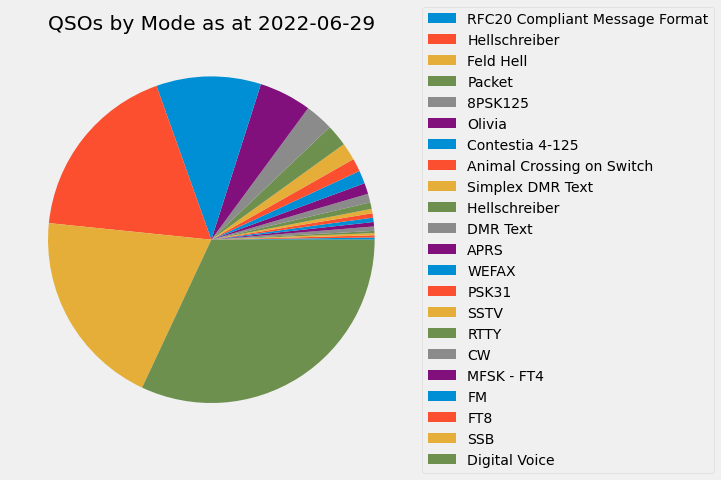 QSOs by Mode as at 2022-06-29
RFC20 Compliant Message Format
Hellschreiber
Feld Hell
Packet
8PSK125
Olivia
Contestia 4-125
Animal Crossing on Switch
Simplex DMR Text
Hellschreiber
DMR Text
APRS
WEFAX
PSK31
SSTV
RTTY
CW
MFSK - FT4
FM
FT8
SSB
Digital Voice